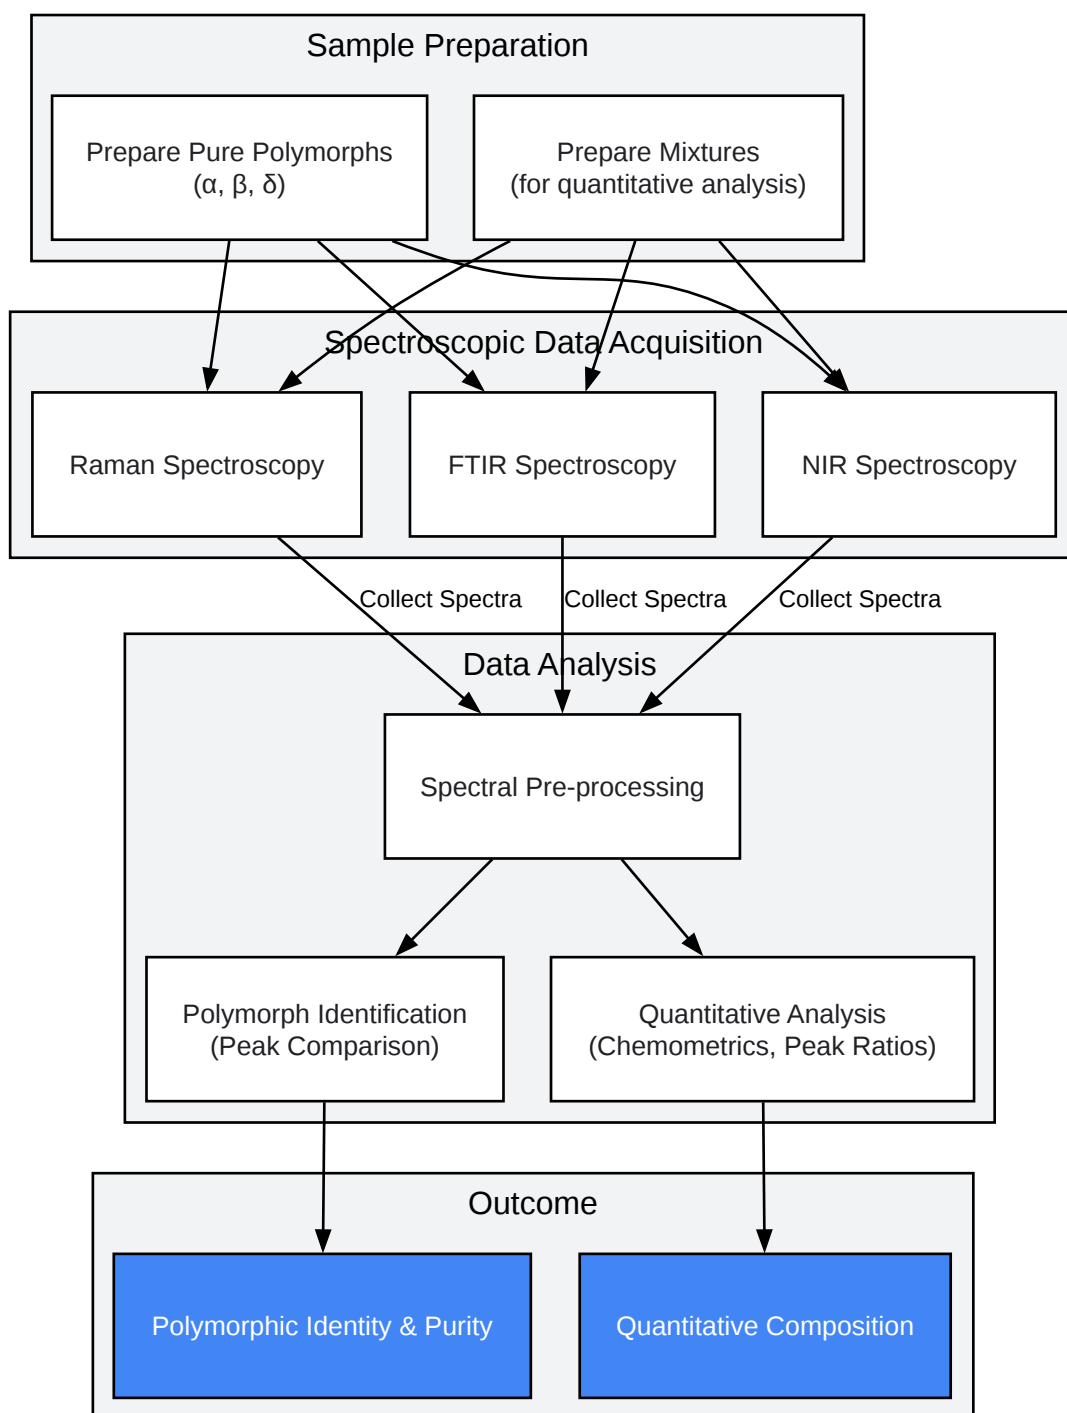 Sample Preparation
Prepare Pure Polymorphs
(α, β, δ)
Prepare Mixtures
(for quantitative analysis)
Spectroscopic Data Acquisition
Raman Spectroscopy
FTIR Spectroscopy
NIR Spectroscopy
Collect Spectra
Collect Spectra
Collect Spectra
Data Analysis
Spectral Pre-processing
Polymorph Identification
(Peak Comparison)
Quantitative Analysis
(Chemometrics, Peak Ratios)
Outcome
Polymorphic Identity & Purity
Quantitative Composition